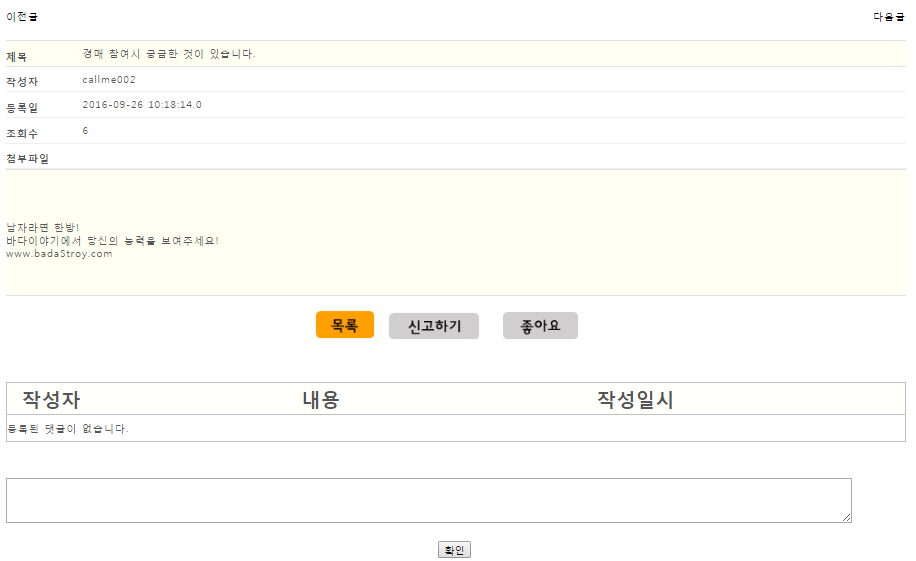 이전글 다음글
제목 경매 참여시 궁금한 것이 있습니다.
작성자 callme002
등록일 2016-09-26 10:18:14.0
조회수 6
첨부파일
남자라면 한방!
바다이야기에서 당신의 능력을 보여주세요!
www.badaStroy.com
목록 신고하기 좋아요
작성자 내용 작성일시
등록된 댓글이 없습니다.
확인